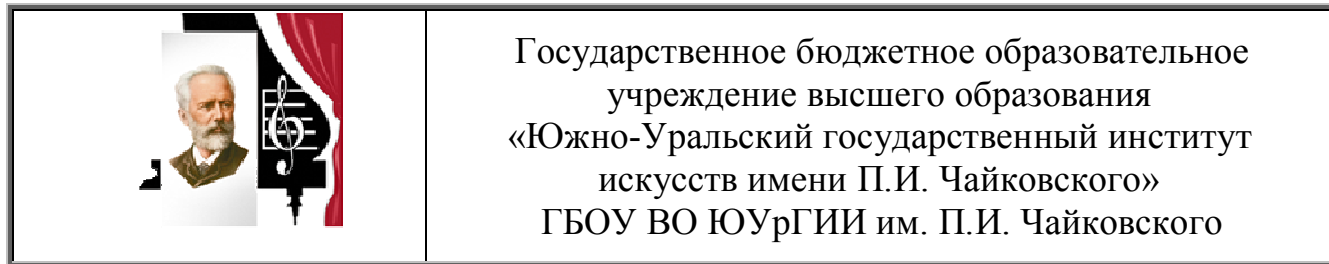 Государственное бюджетное образовательное
учреждение высшего образования
«Южно-Уральский государственный институт
искусств имени П.И. Чайковского»
ГБОУ ВО ЮУрГИИ им. П.И. Чайковского